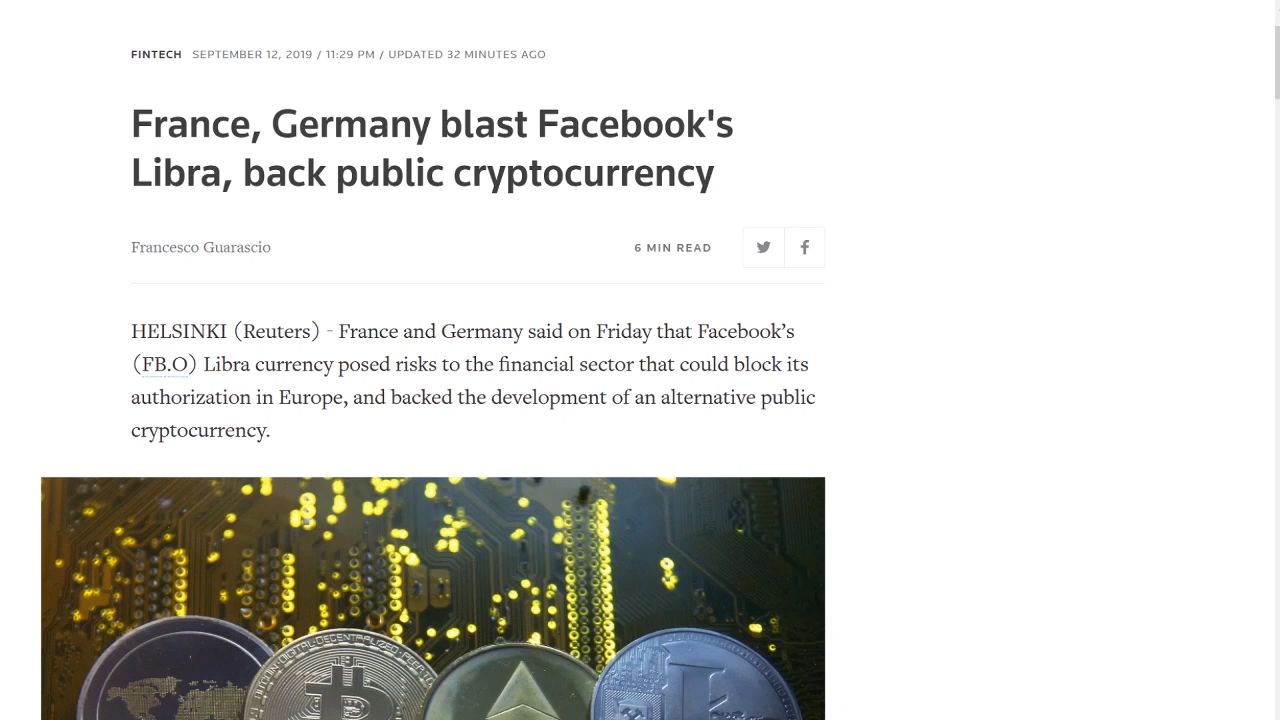 FINTECH SEPTEMBER 12, 2019 / 11:29 PM / UPDATED 32 MINUTES AGO
France, Germany blast Facebook's
Libra, back public cryptocurrency
Francesco Guarascio 6 MIN READ
HELSINKI (Reuters) - France and Germany said on Friday that Facebook’s
(FB.O) Libra currency posed risks to the financial sector that could block its
authorization in Europe, and backed the development of an alternative public
cryptocurrency.